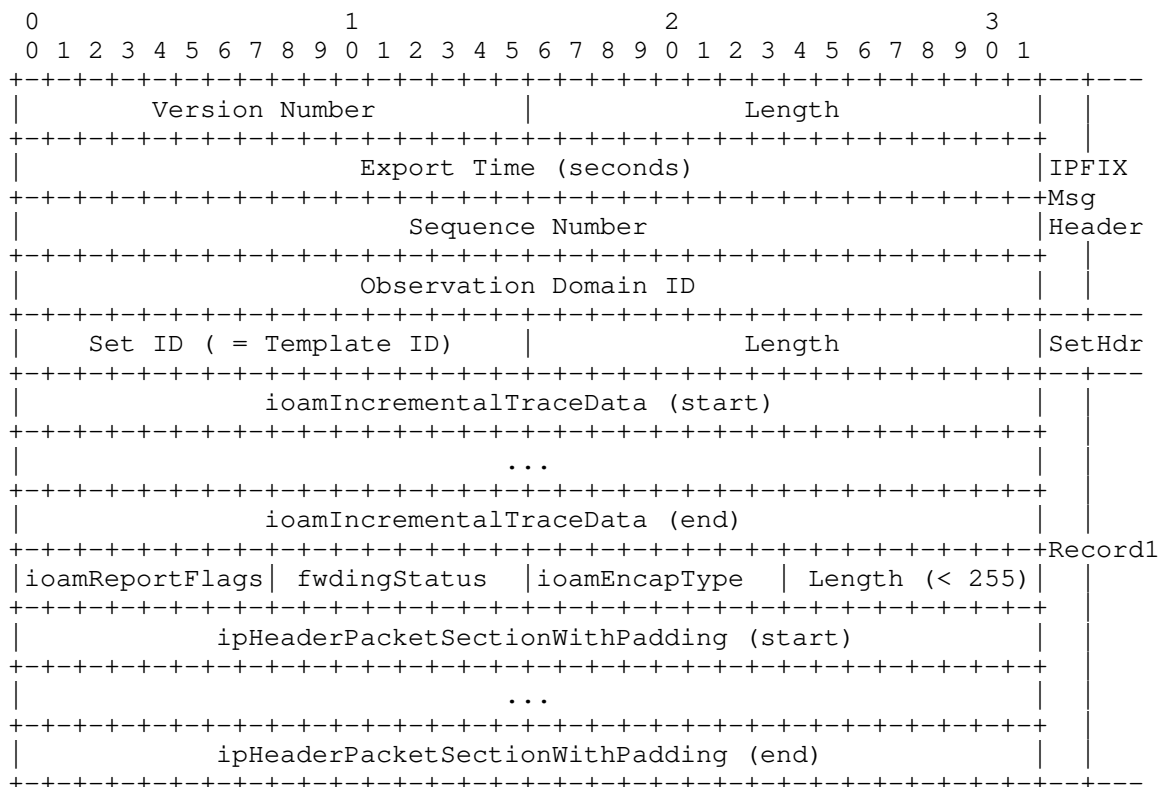 0                   1                   2                   3
 0 1 2 3 4 5 6 7 8 9 0 1 2 3 4 5 6 7 8 9 0 1 2 3 4 5 6 7 8 9 0 1
+-+-+-+-+-+-+-+-+-+-+-+-+-+-+-+-+-+-+-+-+-+-+-+-+-+-+-+-+-+-+-+-+--+---
|        Version Number         |             Length            |  |
+-+-+-+-+-+-+-+-+-+-+-+-+-+-+-+-+-+-+-+-+-+-+-+-+-+-+-+-+-+-+-+-+  |
|                     Export Time (seconds)                     |IPFIX
+-+-+-+-+-+-+-+-+-+-+-+-+-+-+-+-+-+-+-+-+-+-+-+-+-+-+-+-+-+-+-+-+Msg
|                        Sequence Number                        |Header
+-+-+-+-+-+-+-+-+-+-+-+-+-+-+-+-+-+-+-+-+-+-+-+-+-+-+-+-+-+-+-+-+  |
|                     Observation Domain ID                     |  |
+-+-+-+-+-+-+-+-+-+-+-+-+-+-+-+-+-+-+-+-+-+-+-+-+-+-+-+-+-+-+-+-+--+---
|    Set ID ( = Template ID)    |             Length            |SetHdr
+-+-+-+-+-+-+-+-+-+-+-+-+-+-+-+-+-+-+-+-+-+-+-+-+-+-+-+-+-+-+-+-+--+---
|               ioamIncrementalTraceData (start)                |  |
+-+-+-+-+-+-+-+-+-+-+-+-+-+-+-+-+-+-+-+-+-+-+-+-+-+-+-+-+-+-+-+-+  |
|                              ...                              |  |
+-+-+-+-+-+-+-+-+-+-+-+-+-+-+-+-+-+-+-+-+-+-+-+-+-+-+-+-+-+-+-+-+  |
|               ioamIncrementalTraceData (end)                  |  |
+-+-+-+-+-+-+-+-+-+-+-+-+-+-+-+-+-+-+-+-+-+-+-+-+-+-+-+-+-+-+-+-+Record1
|ioamReportFlags| fwdingStatus  |ioamEncapType  | Length (< 255)|  |
+-+-+-+-+-+-+-+-+-+-+-+-+-+-+-+-+-+-+-+-+-+-+-+-+-+-+-+-+-+-+-+-+  |
|            ipHeaderPacketSectionWithPadding (start)           |  |
+-+-+-+-+-+-+-+-+-+-+-+-+-+-+-+-+-+-+-+-+-+-+-+-+-+-+-+-+-+-+-+-+  |
|                              ...                              |  |
+-+-+-+-+-+-+-+-+-+-+-+-+-+-+-+-+-+-+-+-+-+-+-+-+-+-+-+-+-+-+-+-+  |
|            ipHeaderPacketSectionWithPadding (end)             |  |
+-+-+-+-+-+-+-+-+-+-+-+-+-+-+-+-+-+-+-+-+-+-+-+-+-+-+-+-+-+-+-+-+--+---